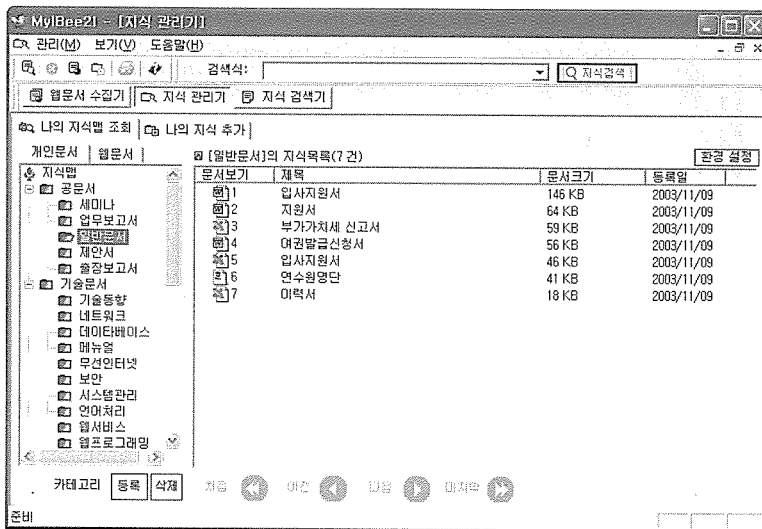 MyIBee21 - [지식 관리기]
관리(M) 보기(V) 도움말(H)
검색식: 지식검색
웹문서 수집기 지식 관리기 지식 검색기
나의 지식맵 조회 나의 지식 추가
개인문서 웹문서 [일반문서]의 지식목록(7 건) 환경 설정
지식맵
공문서
세미나
업무보고서
일반문서
제안서
출장보고서
기술문서
기술동향
네트워크
데이타베이스
메뉴얼
무선인터넷
보안
시스템관리
언어처리
웹서비스
웹프로그래밍
문서보기 제목 문서크기 등록일
1 입사지원서 146 KB 2003/11/09
2 지원서 64 KB 2003/11/09
3 부가가치세 신고서 59 KB 2003/11/09
4 여권발급신청서 56 KB 2003/11/09
5 입사지원서 46 KB 2003/11/09
6 연수원명단 41 KB 2003/11/09
7 이력서 18 KB 2003/11/09
카테고리 등록 삭제 처음 이전 다음 마지막
준비